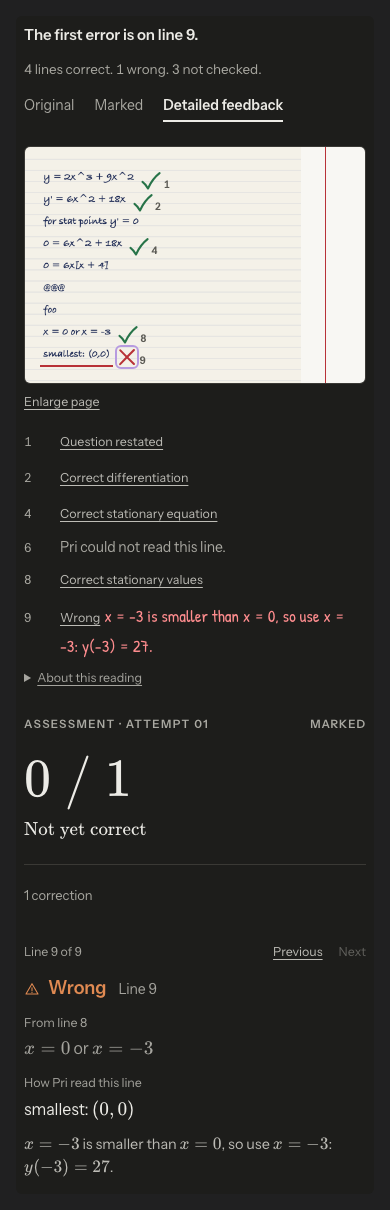 The first error is on line 9.
4 lines correct. 1 wrong. 3 not checked.
Original Marked Detailed feedback
y = 2x^3 + 9x^2 1
y' = 6x^2 + 18x 2
for stat points y' = 0
0 = 6x^2 + 18x 4
0 = 6x[x + 4]
@@@
foo
x = 0 or x = -3 8
smallest: (0,0) 9
Enlarge page
1 Question restated
2 Correct differentiation
4 Correct stationary equation
6 Pri could not read this line.
8 Correct stationary values
9 Wrong x = -3 is smaller than x = 0, so use x =
-3: y(-3) = 27.
About this reading
ASSESSMENT · ATTEMPT 01 MARKED
0 / 1
Not yet correct
1 correction
Line 9 of 9 Previous Next
Wrong Line 9
From line 8
x = 0 or x = −3
How Pri read this line
smallest: (0, 0)
x = −3 is smaller than x = 0, so use x = −3:
y(−3) = 27.